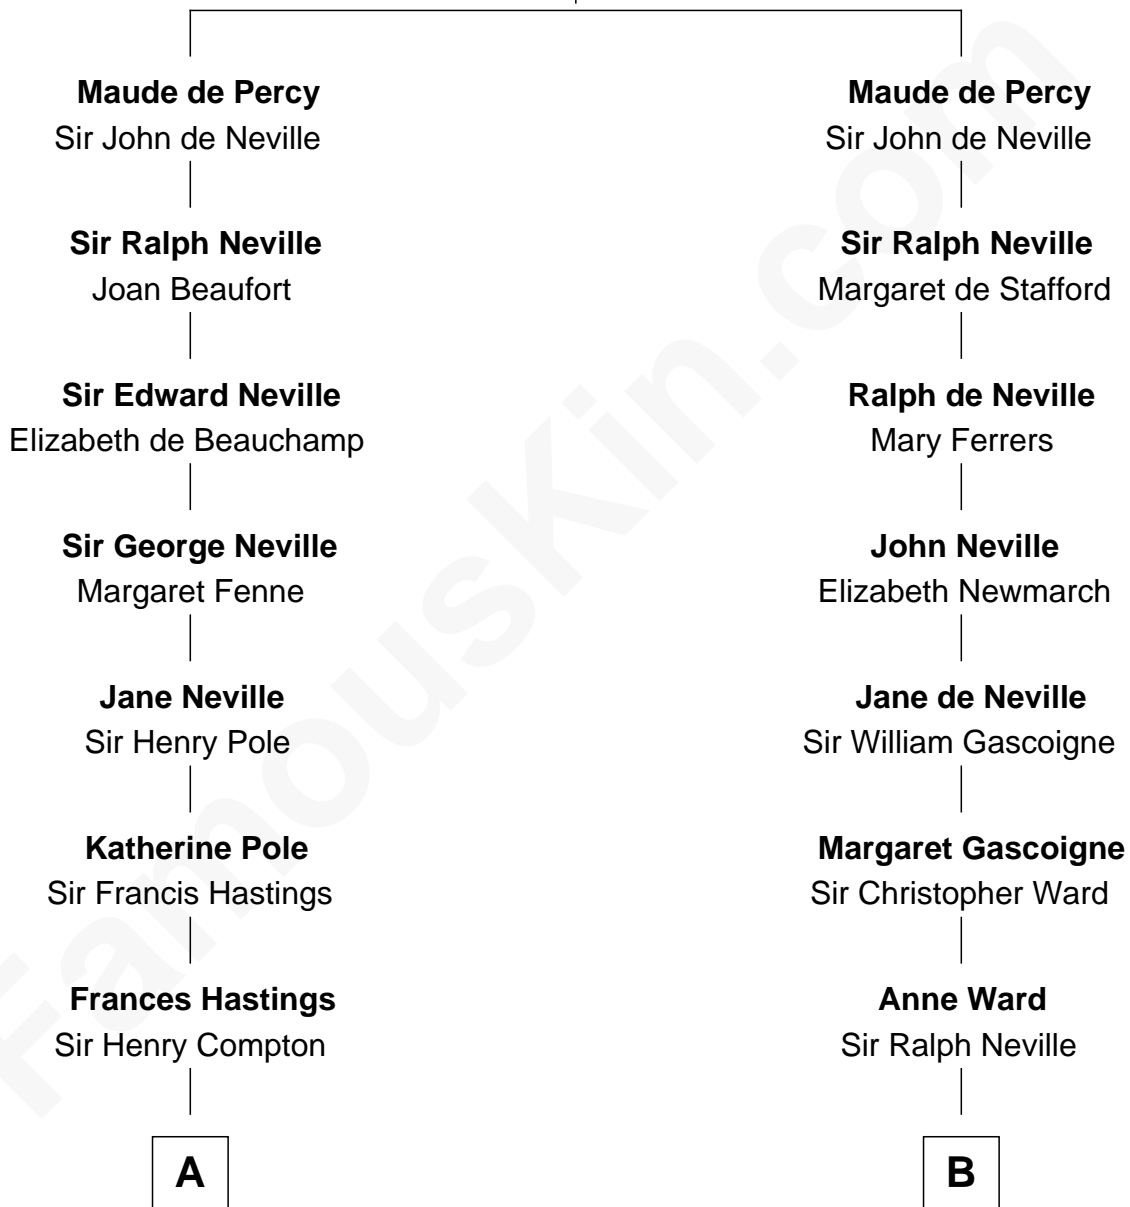 Maude de Percy
Sir John de Neville
Sir Ralph Neville
Joan Beaufort
Sir Edward Neville
Elizabeth de Beauchamp
Sir George Neville
Margaret Fenne
Jane Neville
Sir Henry Pole
Katherine Pole
Sir Francis Hastings
Frances Hastings
Sir Henry Compton
A
Maude de Percy
Sir John de Neville
Sir Ralph Neville
Margaret de Stafford
Ralph de Neville
Mary Ferrers
John Neville
Elizabeth Newmarch
Jane de Neville
Sir William Gascoigne
Margaret Gascoigne
Sir Christopher Ward
Anne Ward
Sir Ralph Neville
B
FamousKin.com